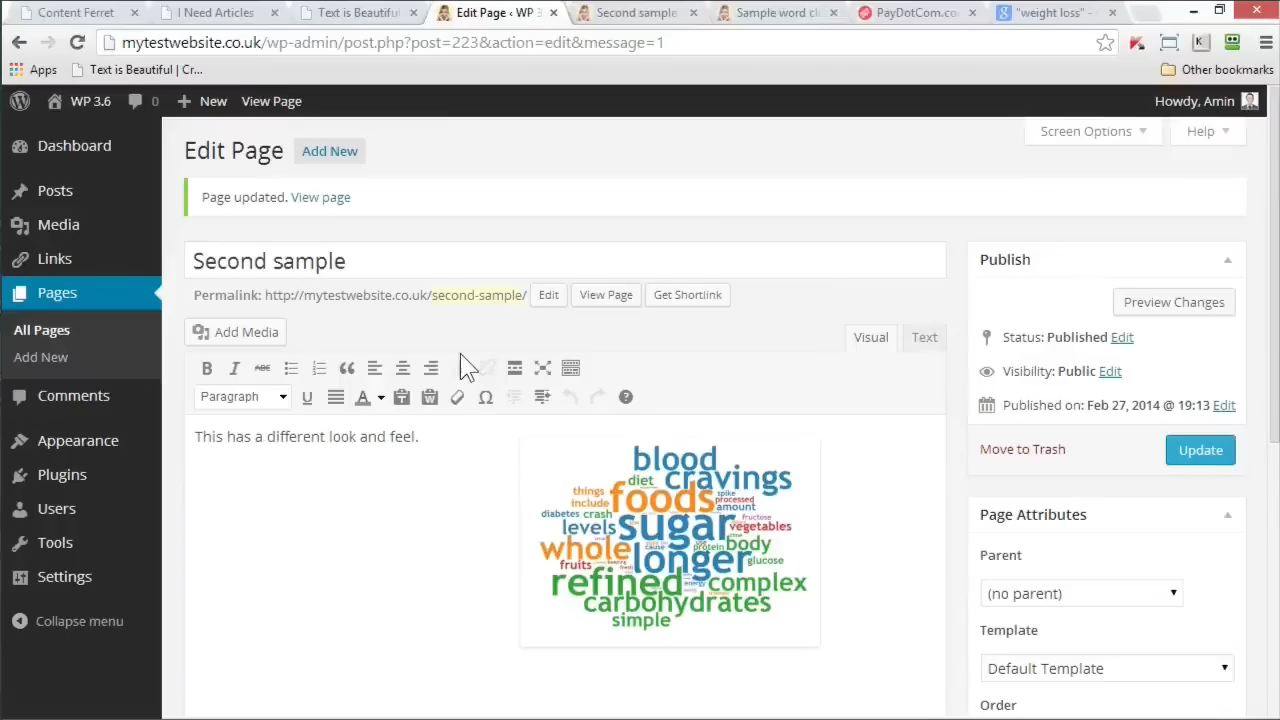 Content Ferret
I Need Articles
Text is Beautiful
Edit Page ‹ WP 3
Second sample
Sample word cl
PayDotCom.co
"weight loss" -
mytestwebsite.co.uk/wp-admin/post.php?post=223&action=edit&message=1
Apps
Text is Beautiful | Cr...
Other bookmarks
WP 3.6
0
New
View Page
Howdy, Amin
Dashboard
Posts
Media
Links
Pages
All Pages
Add New
Comments
Appearance
Plugins
Users
Tools
Settings
Collapse menu
Screen Options
Help
Edit Page
Add New
Page updated. View page
Second sample
Permalink: http://mytestwebsite.co.uk/second-sample/
Edit
View Page
Get Shortlink
Add Media
Visual
Text
B I ABC
Paragraph
U
A
This has a different look and feel.
blood
diet
cravings
things
foods
spike
include
processed
amount
diabetes
crash
fructose
levels
sugar
vegetables
whole
cause
protein
body
fruits
longer
glucose
refined
energy
complex
carbohydrates
simple
Publish
Preview Changes
Status: Published Edit
Visibility: Public Edit
Published on: Feb 27, 2014 @ 19:13 Edit
Move to Trash
Update
Page Attributes
Parent
(no parent)
Template
Default Template
Order